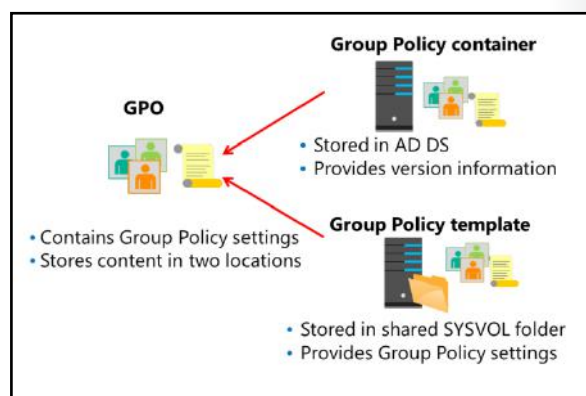 GPO
• Contains Group Policy settings
• Stores content in two locations
Group Policy container
• Stored in AD DS
• Provides version information
Group Policy template
• Stored in shared SYSVOL folder
• Provides Group Policy settings